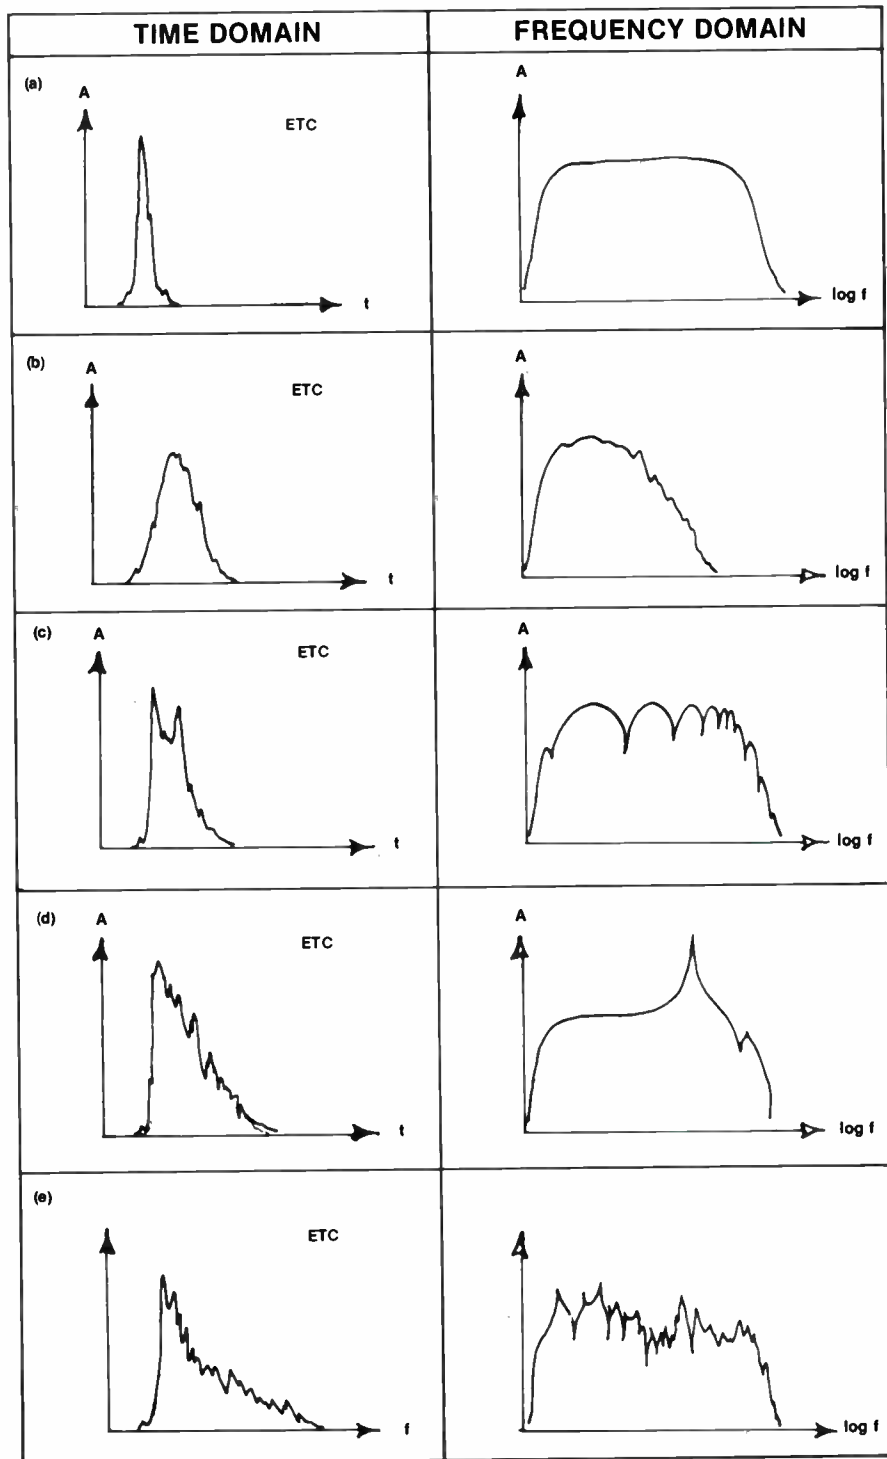 TIME DOMAIN
FREQUENCY DOMAIN
(a)
A
ETC
t
A
log f
(b)
A
ETC
t
A
log f
(c)
A
ETC
t
A
log f
(d)
A
ETC
t
A
log f
(e)
ETC
f
log f